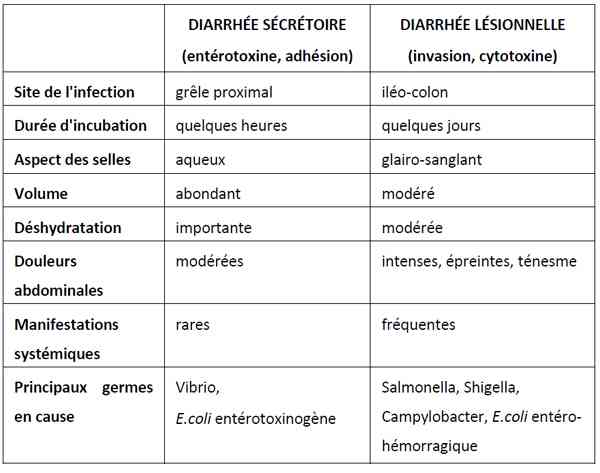 DIARRHÉE SÉCRÉTOIRE
(entérotoxine, adhésion)
DIARRHÉE LÉSIONNELLE
(invasion, cytotoxine)
Site de l'infection
grêle proximal
iléo-colon
Durée d'incubation
quelques heures
quelques jours
Aspect des selles
aqueux
glairo-sanglant
Volume
abondant
modéré
Déshydratation
importante
modérée
Douleurs
abdominales
modérées
intenses, épreintes, ténesme
Manifestations
systémiques
rares
fréquentes
Principaux germes
en cause
Vibrio,
E.coli entérotoxinogène
Salmonella, Shigella,
Campylobacter, E.coli entéro-
hémorragique